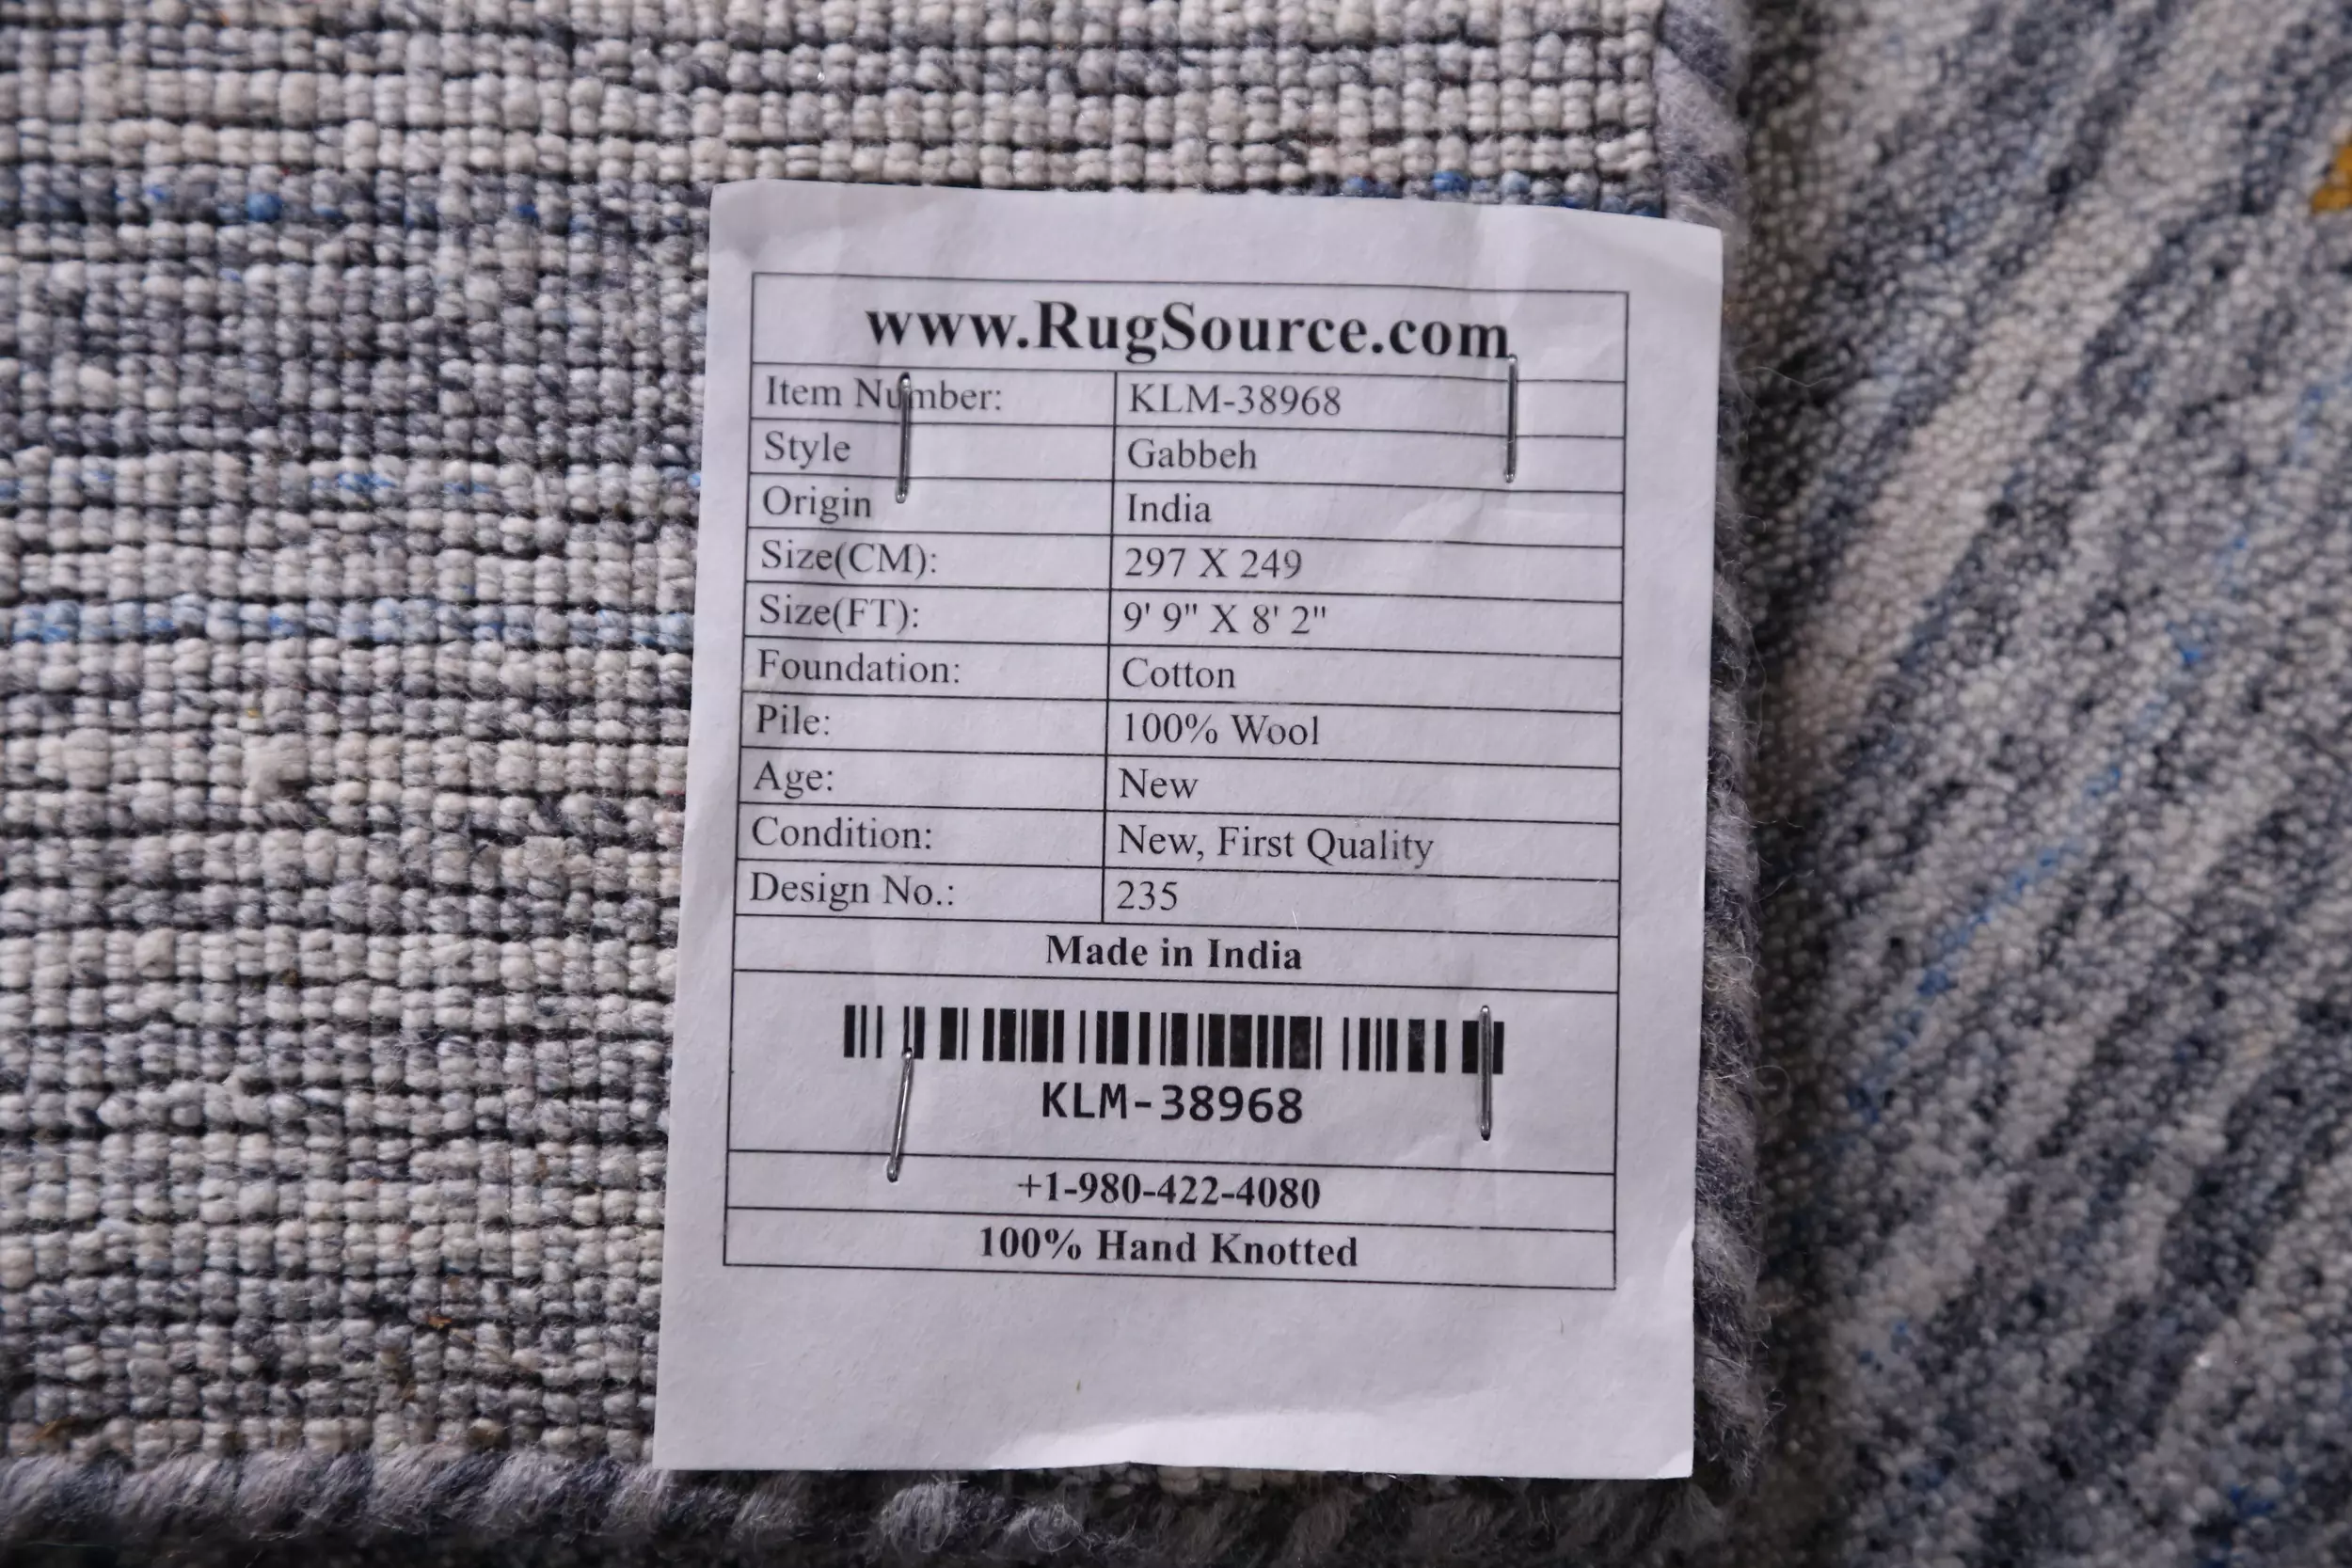 www.RugSource.com
Item Number: KLM-38968
Style Gabbeh
Origin India
Size(CM): 297 X 249
Size(FT): 9' 9" X 8' 2"
Foundation: Cotton
Pile: 100% Wool
Age: New
Condition: New, First Quality
Design No.: 235
Made in India
KLM-38968
+1-980-422-4080
100% Hand Knotted